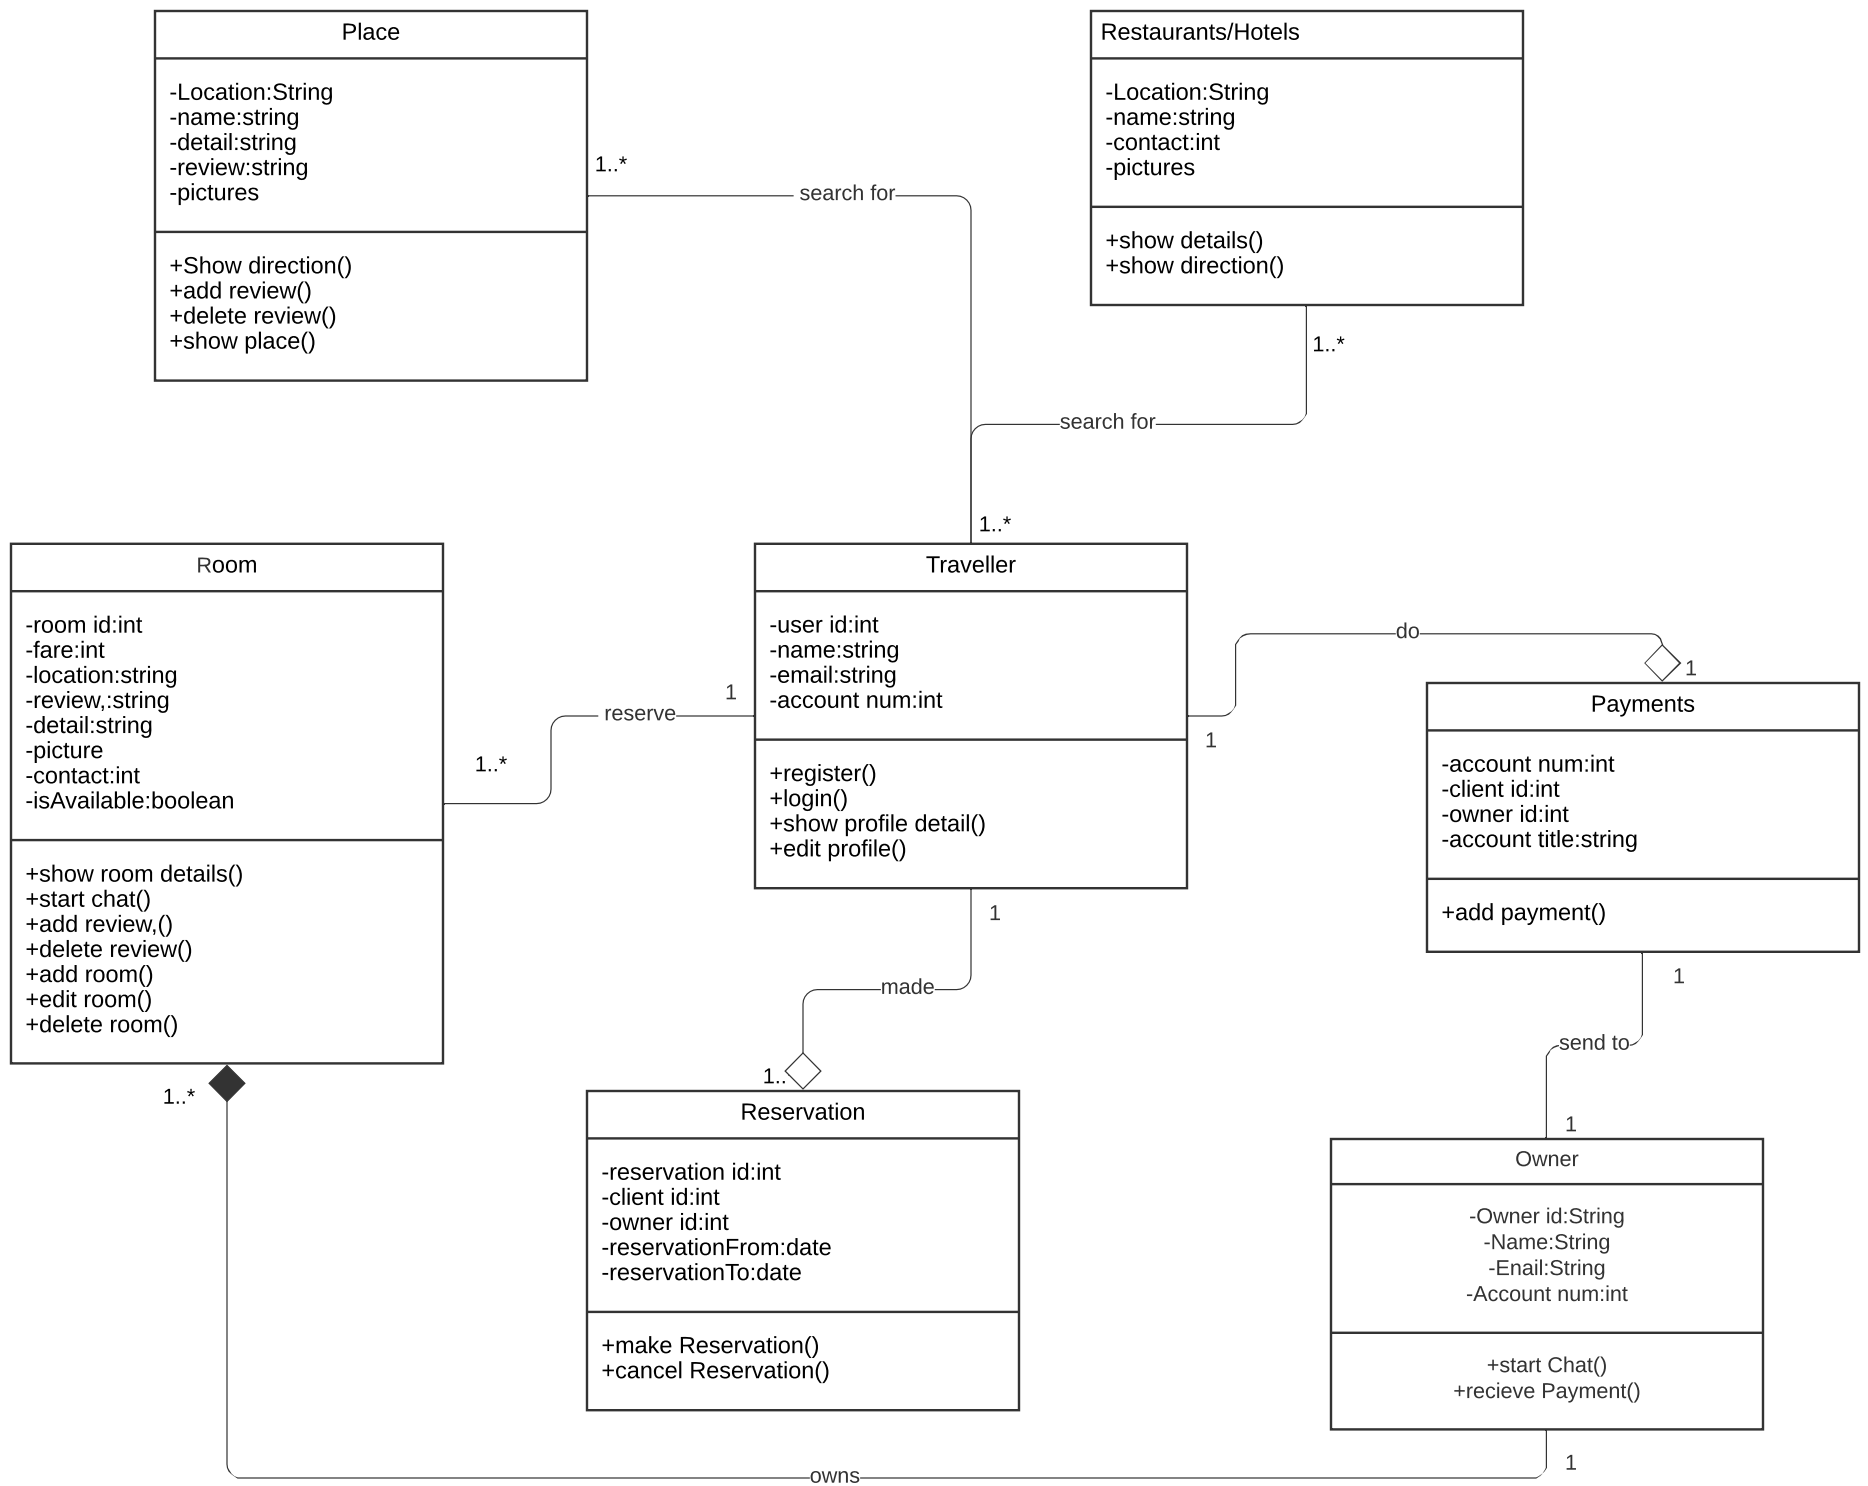 Place
-Location:String
-name:string
-detail:string
-review:string
-pictures
+Show direction()
+add review()
+delete review()
+show place()
1..*
search for
Restaurants/Hotels
-Location:String
-name:string
-contact:int
-pictures
+show details()
+show direction()
1..*
search for
1..*
Room
-room id:int
-fare:int
-location:string
-review,:string
-detail:string
-picture
-contact:int
-isAvailable:boolean
+show room details()
+start chat()
+add review,()
+delete review()
+add room()
+edit room()
+delete room()
1..*
reserve
1
1..*
Traveller
-user id:int
-name:string
-email:string
-account num:int
+register()
+login()
+show profile detail()
+edit profile()
1
do
1
1
made
1..
Payments
-account num:int
-client id:int
-owner id:int
-account title:string
+add payment()
1
send to
1
Reservation
-reservation id:int
-client id:int
-owner id:int
-reservationFrom:date
-reservationTo:date
+make Reservation()
+cancel Reservation()
Owner
-Owner id:String
-Name:String
-Enail:String
-Account num:int
+start Chat()
+recieve Payment()
1
owns